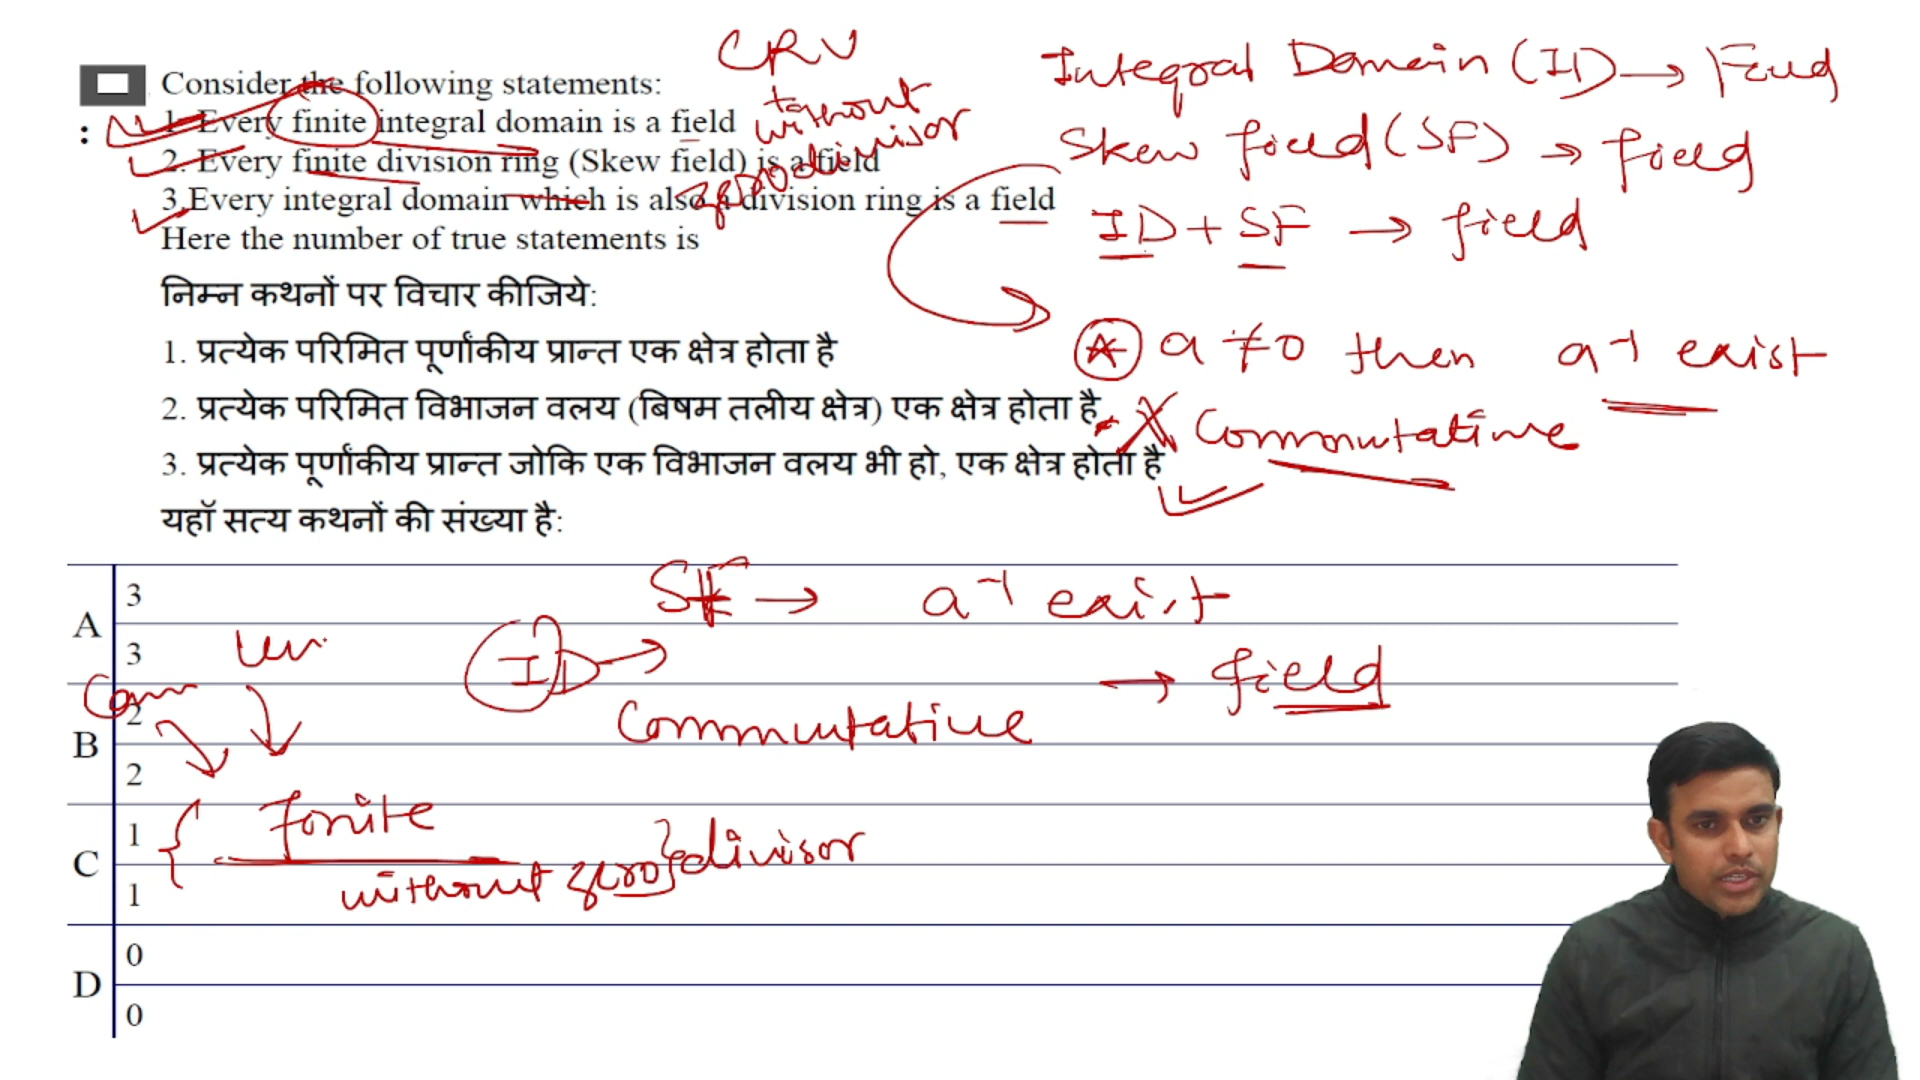 Consider the following statements:
1. Every finite integral domain is a field
2. Every finite division ring (Skew field) is a field
3.Every integral domain which is also a division ring is a field
Here the number of true statements is
निम्न कथनों पर विचार कीजिये:
1. प्रत्येक परिमित पूर्णांकीय प्रान्त एक क्षेत्र होता है
2. प्रत्येक परिमित विभाजन वलय (बिषम तलीय क्षेत्र) एक क्षेत्र होता है
3. प्रत्येक पूर्णांकीय प्रान्त जोकि एक विभाजन वलय भी हो, एक क्षेत्र होता है
यहाॅ सत्य कथनों की संख्या है:
CRU
without
zero divisor
Integral Domain (ID) →
Skew field (SF) → field
ID + SF → field
a ≠ 0 then a⁻¹ exist
Commutative
SF → a⁻¹ exist
ID →
Commutative
→ field
Comm
finite
without zero divisor
A
3
3
B
2
2
C
1
1
D
0
0